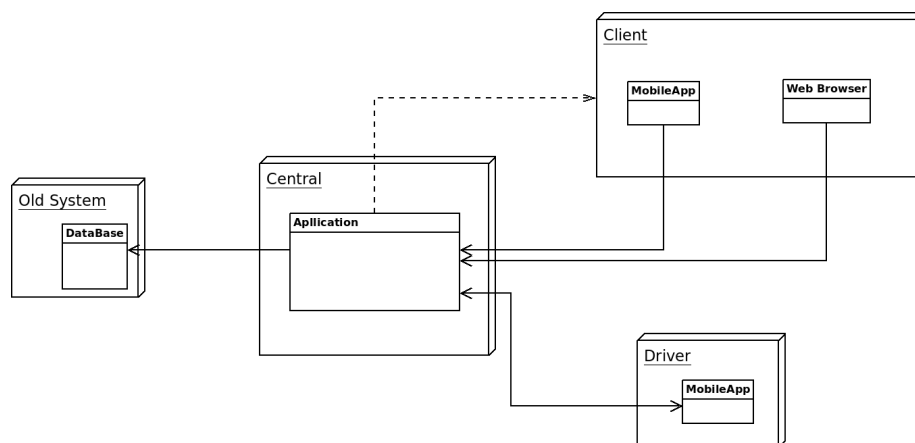 Client
MobileApp
Web Browser
Central
Apllication
Old System
DataBase
Driver
MobileApp